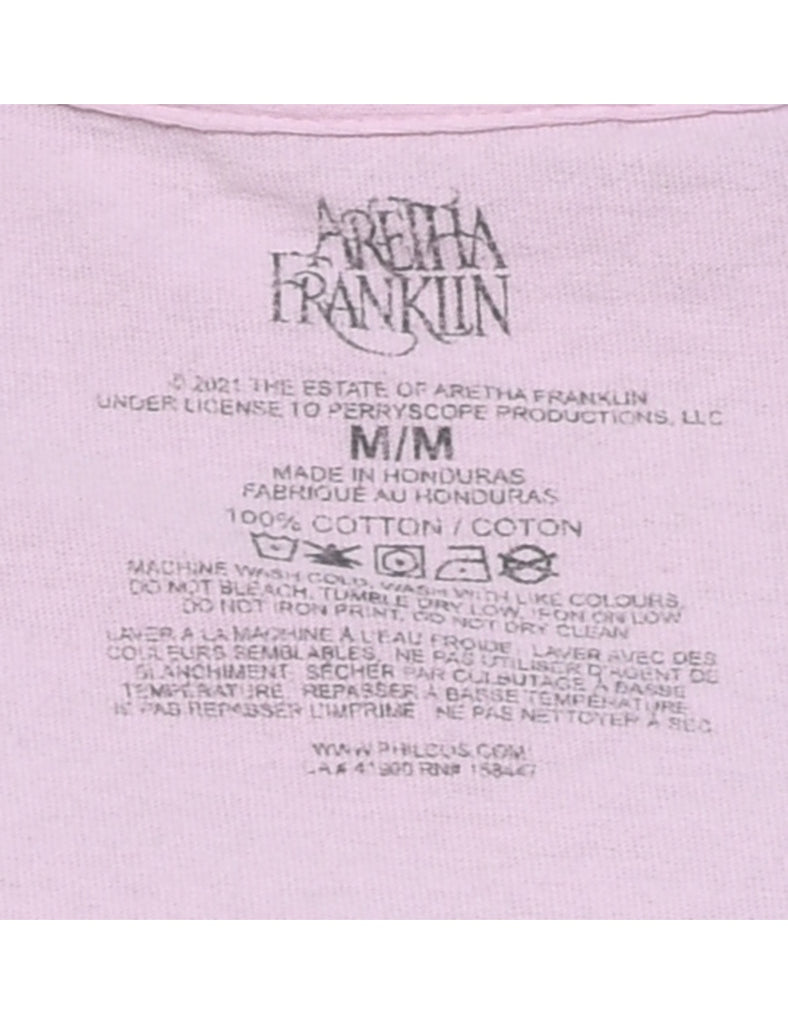 ARETHA
FRANKLIN
© 2021 THE ESTATE OF ARETHA FRANKLIN
UNDER LICENSE TO PERRYSCOPE PRODUCTIONS, LLC
M/M
MADE IN HONDURAS
FABRIQUÉ AU HONDURAS
100% COTTON / COTON
MACHINE WASH COLD, WASH WITH LIKE COLOURS,
DO NOT BLEACH, TUMBLE DRY LOW, IRON ON LOW
DO NOT IRON PRINT, DO NOT DRY CLEAN
LAVER À LA MACHINE À L'EAU FROIDE, LAVER AVEC DES
COULEURS SEMBLABLES, NE PAS UTILISER D'AGENT DE
BLANCHIMENT, SÉCHER PAR CULBUTAGE À BASSE
TEMPÉRATURE, REPASSER À BASSE TEMPÉRATURE,
NE PAS REPASSER L'IMPRIMÉ, NE PAS NETTOYER À SEC.
WWW.PHILCOS.COM
CA# 41900 RN# 158447